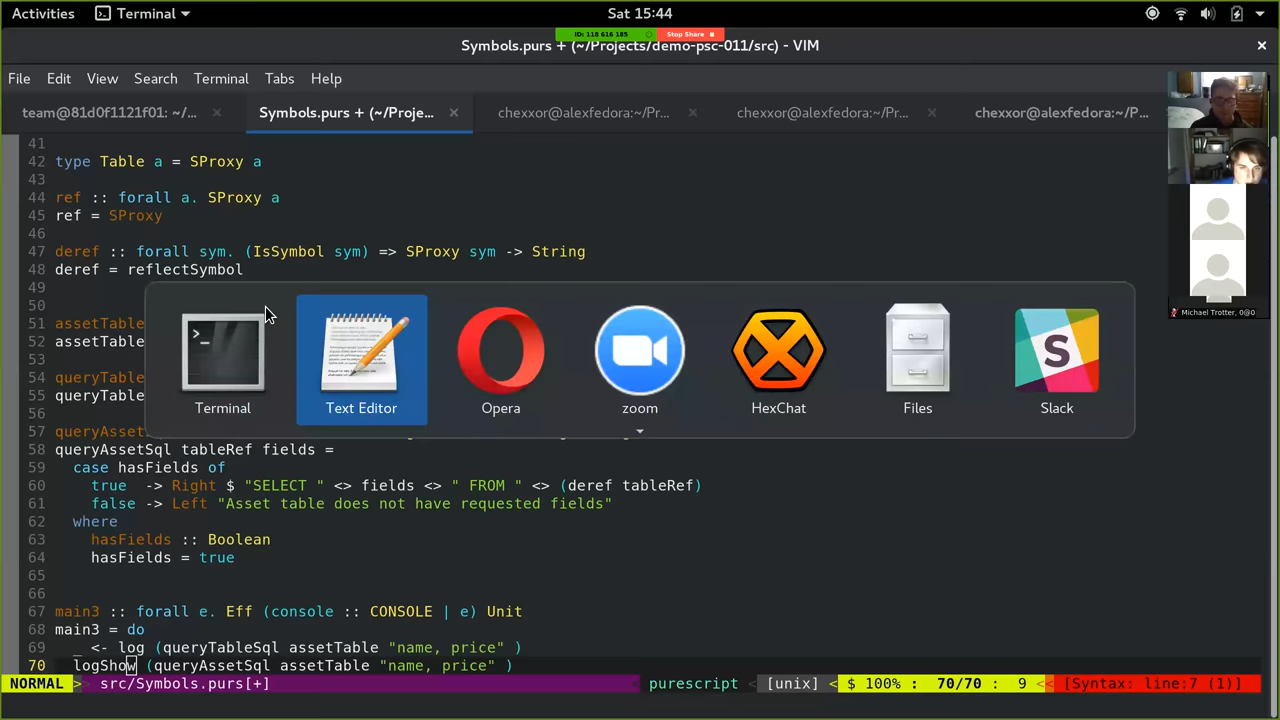 Activities Terminal Sat 15:44
ID: 118 616 185 Stop Share
Symbols.purs + (~/Projects/demo-psc-011/src) - VIM
File Edit View Search Terminal Tabs Help
team@81d0f1121f01: ~/... Symbols.purs + (~/Proje... chexxor@alexfedora:~/Pr... chexxor@alexfedora:~/Pr... chexxor@alexfedora:~/P...
41
42 type Table a = SProxy a
43
44 ref :: forall a. SProxy a
45 ref = SProxy
46
47 deref :: forall sym. (IsSymbol sym) => SProxy sym -> String
48 deref = reflectSymbol
49
50
51 assetTable
52 assetTable
53
54 queryTable
55 queryTable
56
57 queryAsset
58 queryAssetSql tableRef fields =
59 case hasFields of
60 true -> Right $ "SELECT " <> fields <> " FROM " <> (deref tableRef)
61 false -> Left "Asset table does not have requested fields"
62 where
63 hasFields :: Boolean
64 hasFields = true
65
66
67 main3 :: forall e. Eff (console :: CONSOLE | e) Unit
68 main3 = do
69 _ <- log (queryTableSql assetTable "name, price" )
70 logShow (queryAssetSql assetTable "name, price" )
NORMAL > src/Symbols.purs[+] < purescript < [unix] < $ 100% : 70/70 : 9 << [Syntax: line:7 (1)]
Terminal Text Editor Opera zoom HexChat Files Slack
S
Michael Trotter, 0@0